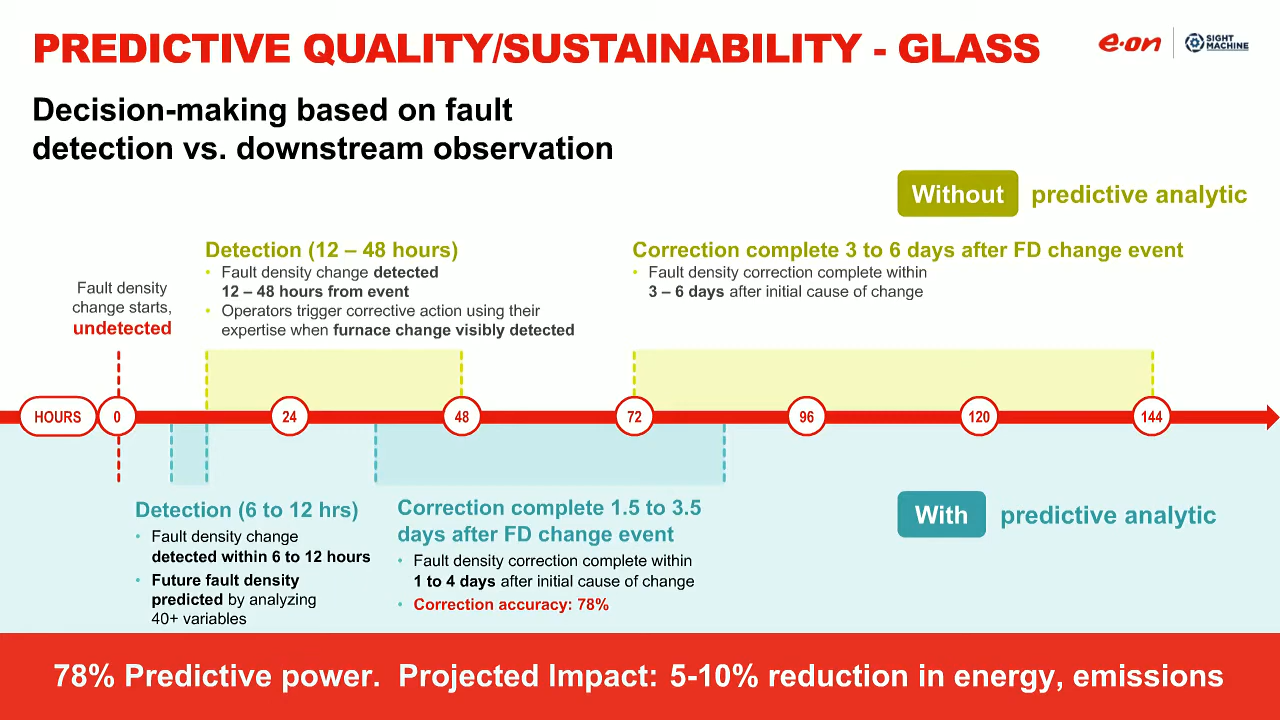 PREDICTIVE QUALITY/SUSTAINABILITY - GLASS
e·on
SIGHT
MACHINE
Decision-making based on fault
detection vs. downstream observation
Without predictive analytic
Detection (12 – 48 hours)
• Fault density change detected
12 – 48 hours from event
• Operators trigger corrective action using their
expertise when furnace change visibly detected
Correction complete 3 to 6 days after FD change event
• Fault density correction complete within
3 – 6 days after initial cause of change
Fault density
change starts,
undetected
HOURS 0 24 48 72 96 120 144
Detection (6 to 12 hrs)
• Fault density change
detected within 6 to 12 hours
• Future fault density
predicted by analyzing
40+ variables
Correction complete 1.5 to 3.5
days after FD change event
• Fault density correction complete within
1 to 4 days after initial cause of change
• Correction accuracy: 78%
With predictive analytic
78% Predictive power. Projected Impact: 5-10% reduction in energy, emissions